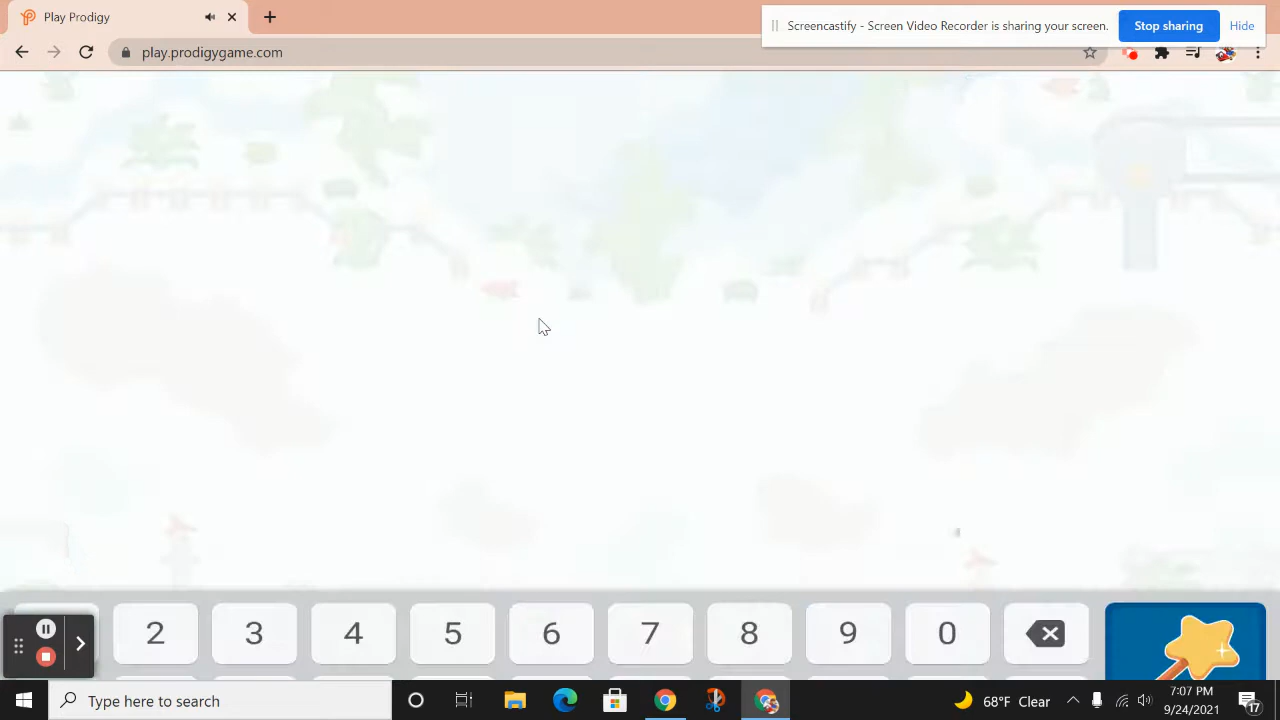 Play Prodigy
Screencastify - Screen Video Recorder is sharing your screen.
Stop sharing
Hide
play.prodigygame.com
2 3 4 5 6 7 8 9 0
Type here to search
68°F Clear
7:07 PM
9/24/2021
17